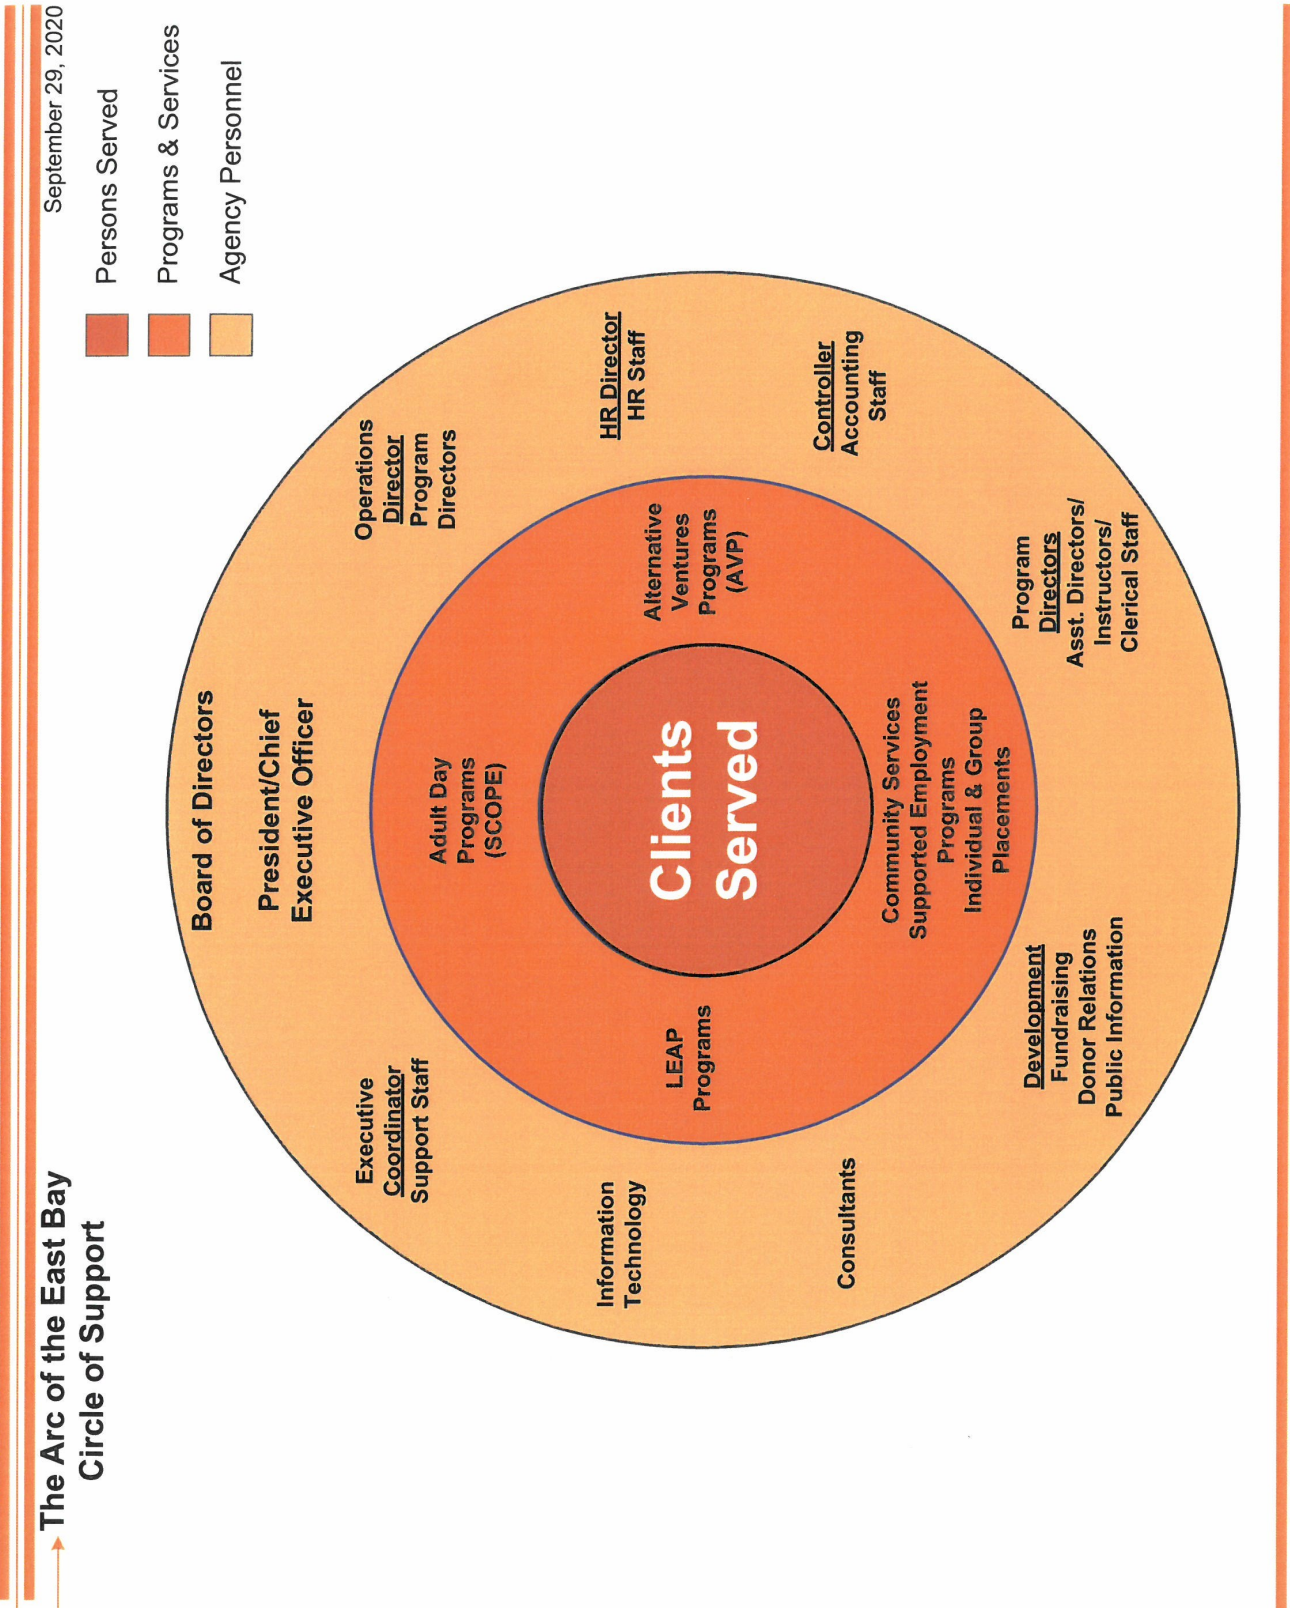 September 29, 2020
The Arc of the East Bay
Circle of Support
Persons Served
Programs & Services
Agency Personnel
Board of Directors
President/Chief
Executive Officer
Operations
Director
Program
Directors
HR Director
HR Staff
Controller
Accounting
Staff
Program
Directors
Asst. Directors/
Instructors/
Clerical Staff
Development
Fundraising
Donor Relations
Public Information
Consultants
Information
Technology
Executive
Coordinator
Support Staff
Adult Day
Programs
(SCOPE)
Alternative
Ventures
Programs
(AVP)
Community Services
Supported Employment
Programs
Individual & Group
Placements
LEAP
Programs
Clients
Served